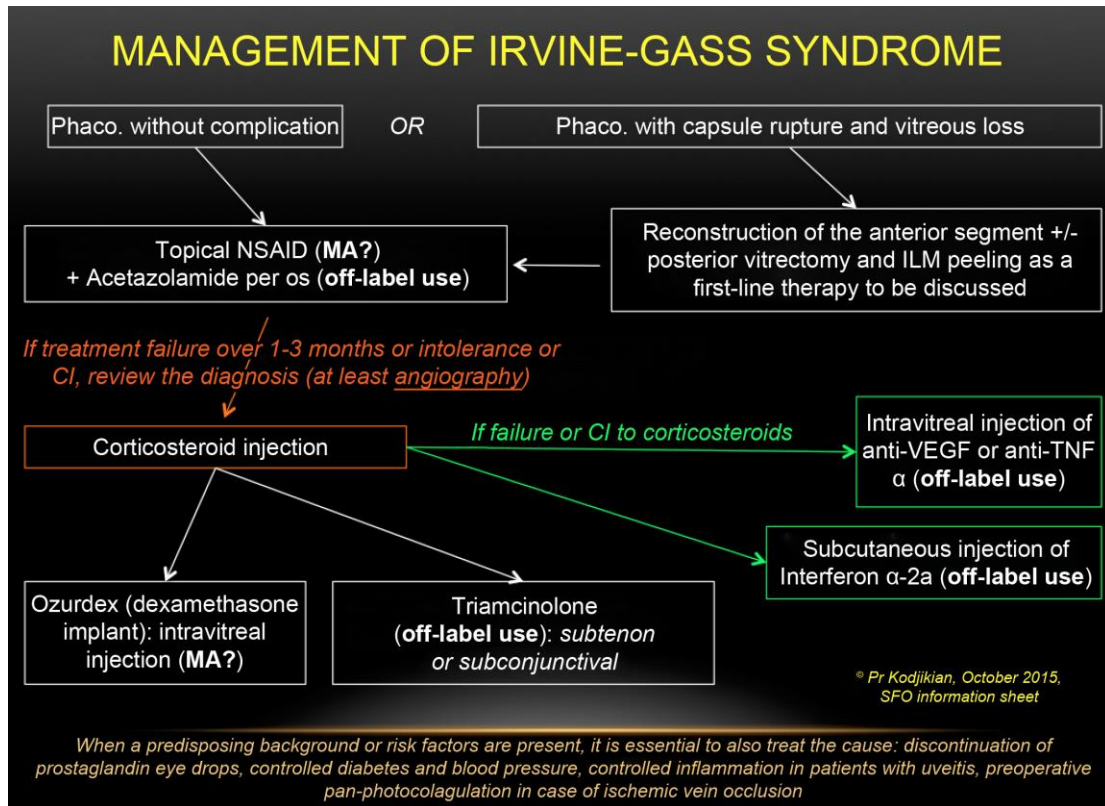 MANAGEMENT OF IRVINE-GASS SYNDROME
Phaco. without complication
OR
Phaco. with capsule rupture and vitreous loss
Topical NSAID (MA?)
+ Acetazolamide per os (off-label use)
Reconstruction of the anterior segment +/-
posterior vitrectomy and ILM peeling as a
first-line therapy to be discussed
If treatment failure over 1-3 months or intolerance or
CI, review the diagnosis (at least angiography)
Corticosteroid injection
If failure or CI to corticosteroids
Intravitreal injection of
anti-VEGF or anti-TNF
α (off-label use)
Subcutaneous injection of
Interferon α-2a (off-label use)
Ozurdex (dexamethasone
implant): intravitreal
injection (MA?)
Triamcinolone
(off-label use): subtenon
or subconjunctival
© Pr Kodjikian, October 2015,
SFO information sheet
When a predisposing background or risk factors are present, it is essential to also treat the cause: discontinuation of
prostaglandin eye drops, controlled diabetes and blood pressure, controlled inflammation in patients with uveitis, preoperative
pan-photocolagulation in case of ischemic vein occlusion